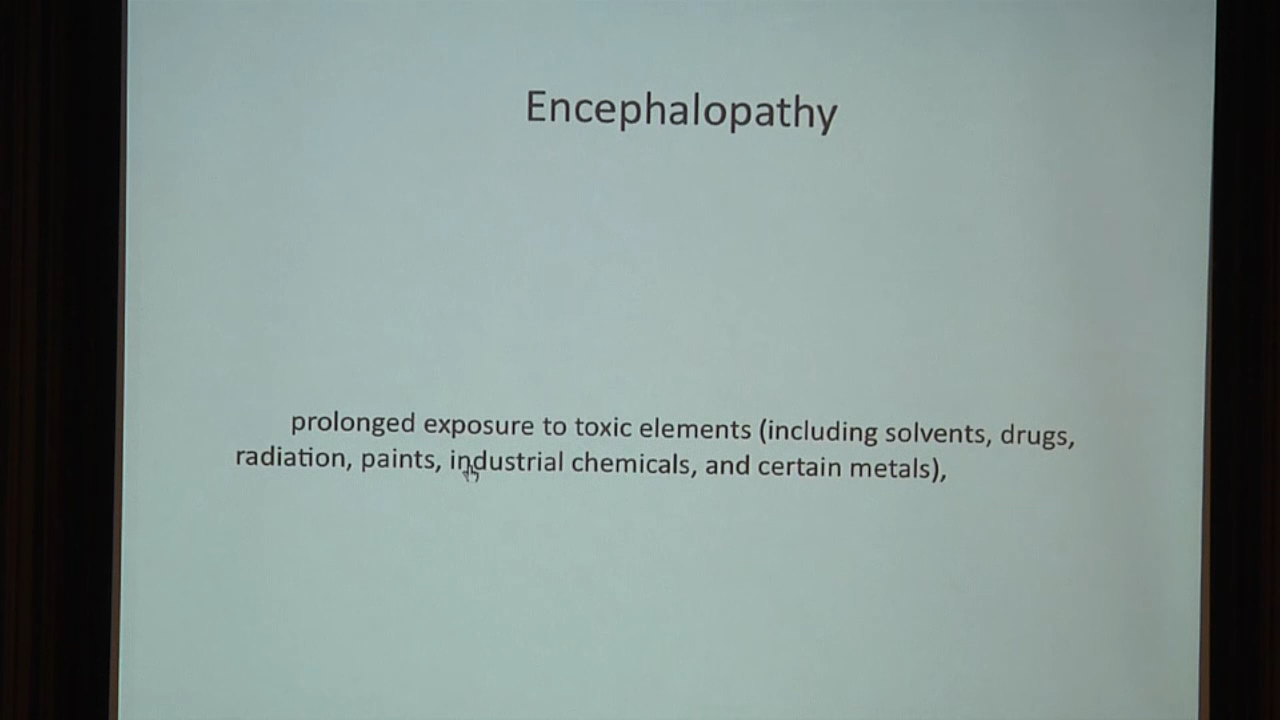 Encephalopathy
prolonged exposure to toxic elements (including solvents, drugs,
radiation, paints, industrial chemicals, and certain metals),